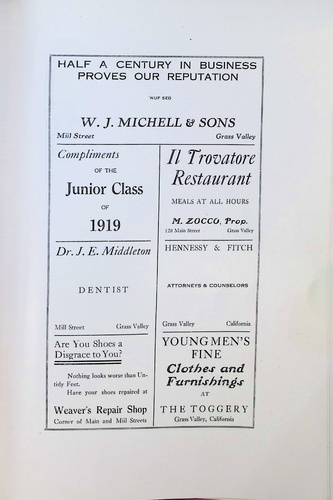 HALF A CENTURY IN BUSINESS
PROVES OUR REPUTATION
'NUF SED
W. J. MICHELL & SONS
Mill Street Grass Valley
Compliments
OF THE
Junior Class
OF
1919
Il Trovatore
Restaurant
MEALS AT ALL HOURS
M. ZOCCO, Prop.
128 Main Street Grass Valley
Dr. J. E. Middleton
DENTIST
Mill Street Grass Valley
HENNESSY & FITCH
ATTORNEYS & COUNSELORS
Grass Valley California
Are You Shoes a
Disgrace to You?
Nothing looks worse than Un-
tidy Feet.
Have your shoes repaired at
Weaver's Repair Shop
Corner of Main and Mill Streets
YOUNG MEN'S
FINE
Clothes and
Furnishings
AT
THE TOGGERY
Grass Valley, California